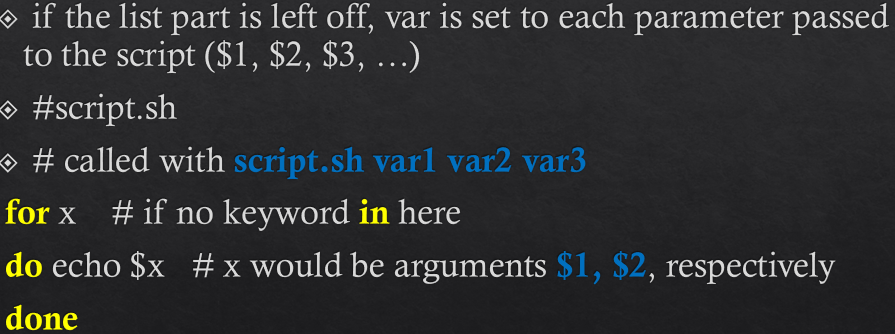 if the list part is left off, var is set to each parameter passed
to the script ($1, $2, $3, …)
#script.sh
# called with script.sh var1 var2 var3
for x # if no keyword in here
do echo $x # x would be arguments $1, $2, respectively
done